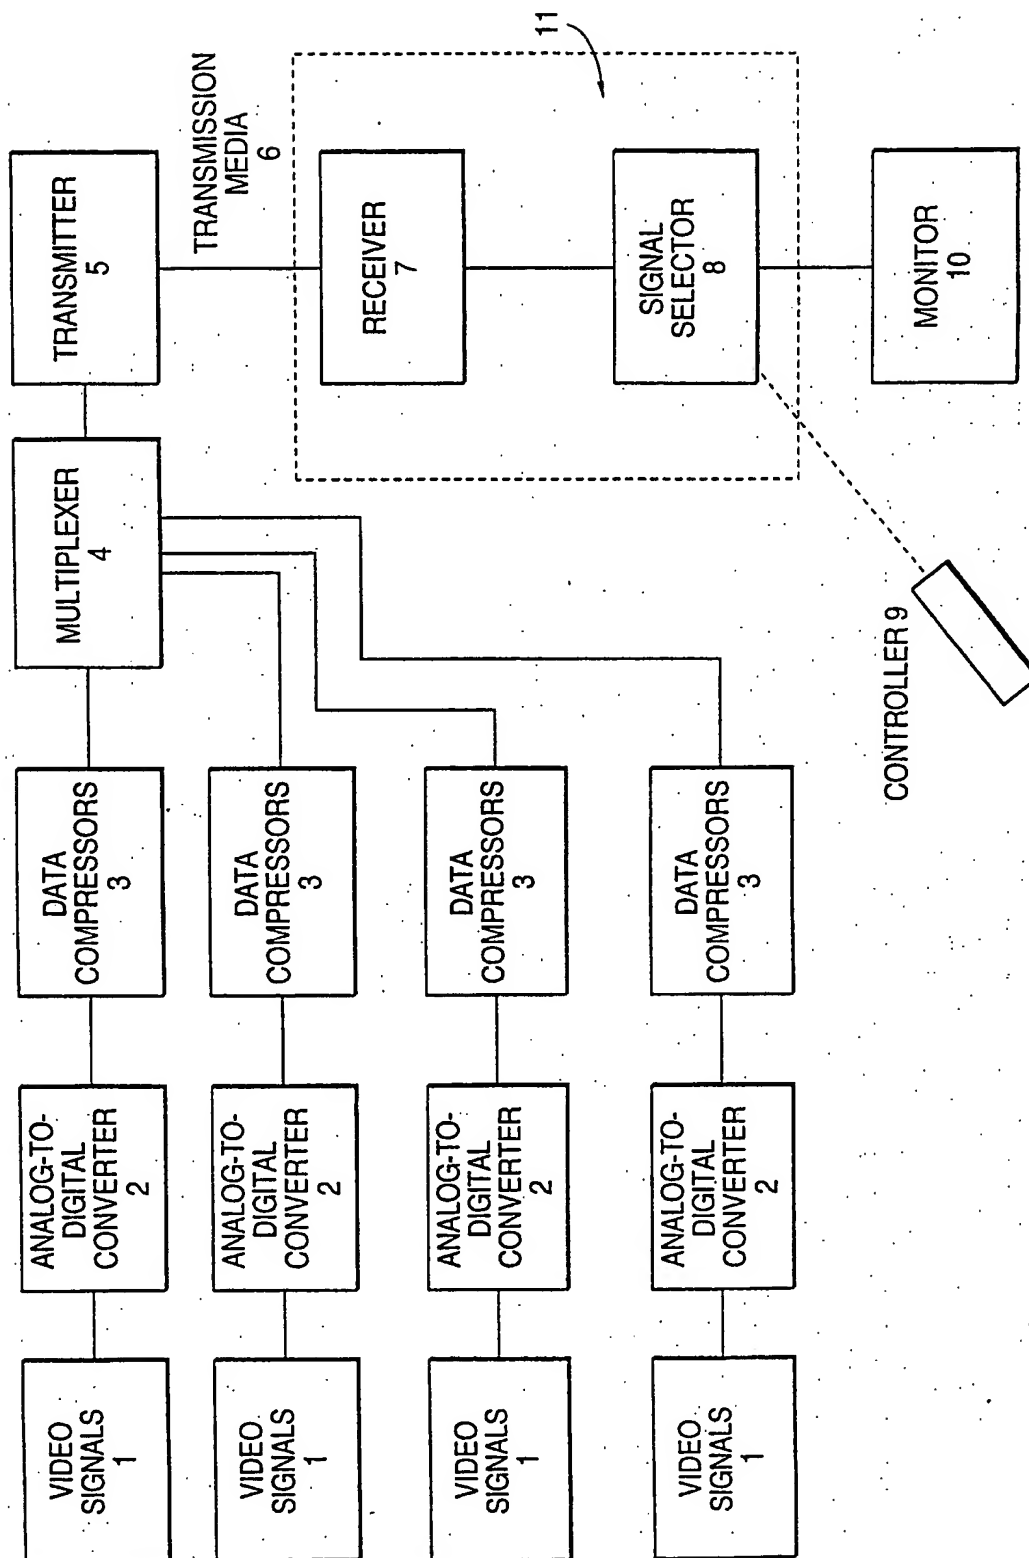 VIDEO
SIGNALS
1
ANALOG-TO-
DIGITAL
CONVERTER
2
DATA
COMPRESSORS
3
MULTIPLEXER
4
TRANSMITTER
5
VIDEO
SIGNALS
1
ANALOG-TO-
DIGITAL
CONVERTER
2
DATA
COMPRESSORS
3
TRANSMISSION
MEDIA
6
VIDEO
SIGNALS
1
ANALOG-TO-
DIGITAL
CONVERTER
2
DATA
COMPRESSORS
3
RECEIVER
7
11
VIDEO
SIGNALS
1
ANALOG-TO-
DIGITAL
CONVERTER
2
DATA
COMPRESSORS
3
SIGNAL
SELECTOR
8
CONTROLLER 9
MONITOR
10